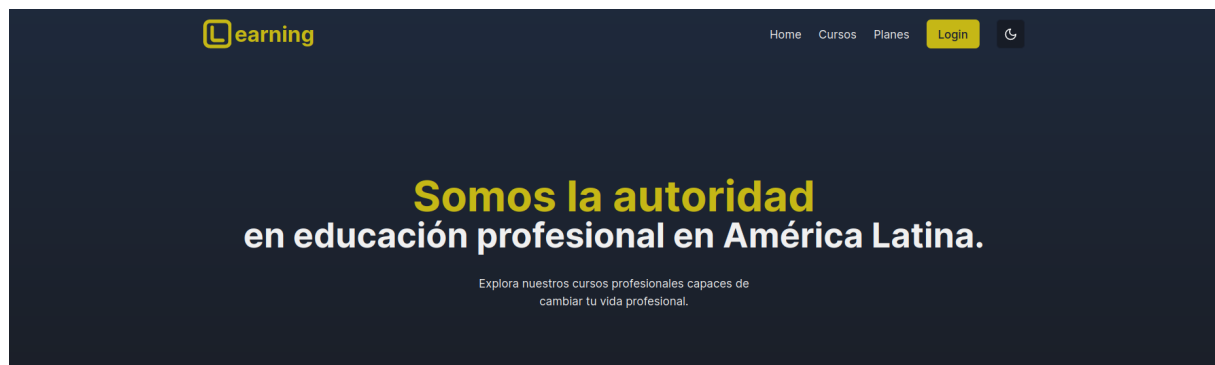 Learning
Home Cursos Planes Login
Somos la autoridad
en educación profesional en América Latina.
Explora nuestros cursos profesionales capaces de
cambiar tu vida profesional.